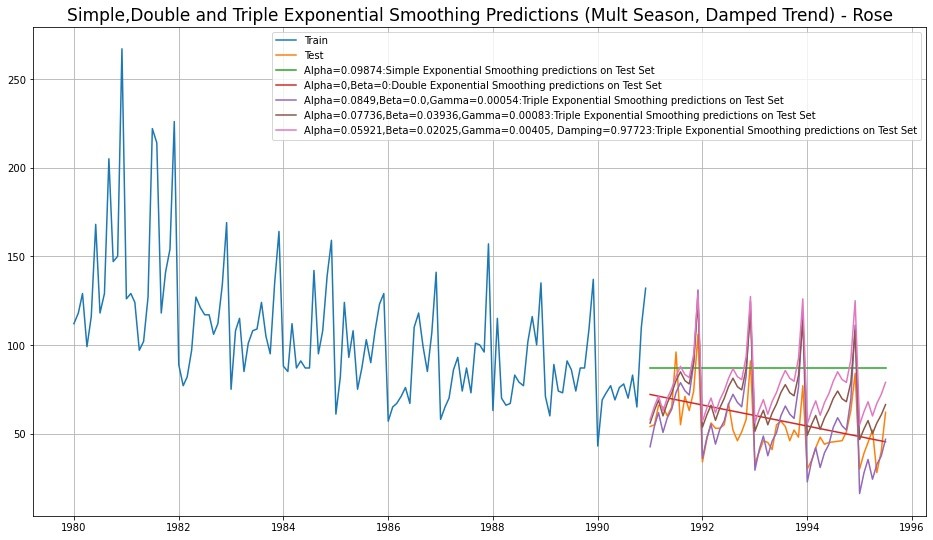 Simple,Double and Triple Exponential Smoothing Predictions (Mult Season, Damped Trend) - Rose
Train
Test
Alpha=0.09874:Simple Exponential Smoothing predictions on Test Set
Alpha=0,Beta=0:Double Exponential Smoothing predictions on Test Set
Alpha=0.0849,Beta=0.0,Gamma=0.00054:Triple Exponential Smoothing predictions on Test Set
Alpha=0.07736,Beta=0.03936,Gamma=0.00083:Triple Exponential Smoothing predictions on Test Set
Alpha=0.05921,Beta=0.02025,Gamma=0.00405, Damping=0.97723:Triple Exponential Smoothing predictions on Test Set
250
200
150
100
50
1980 1982 1984 1986 1988 1990 1992 1994 1996